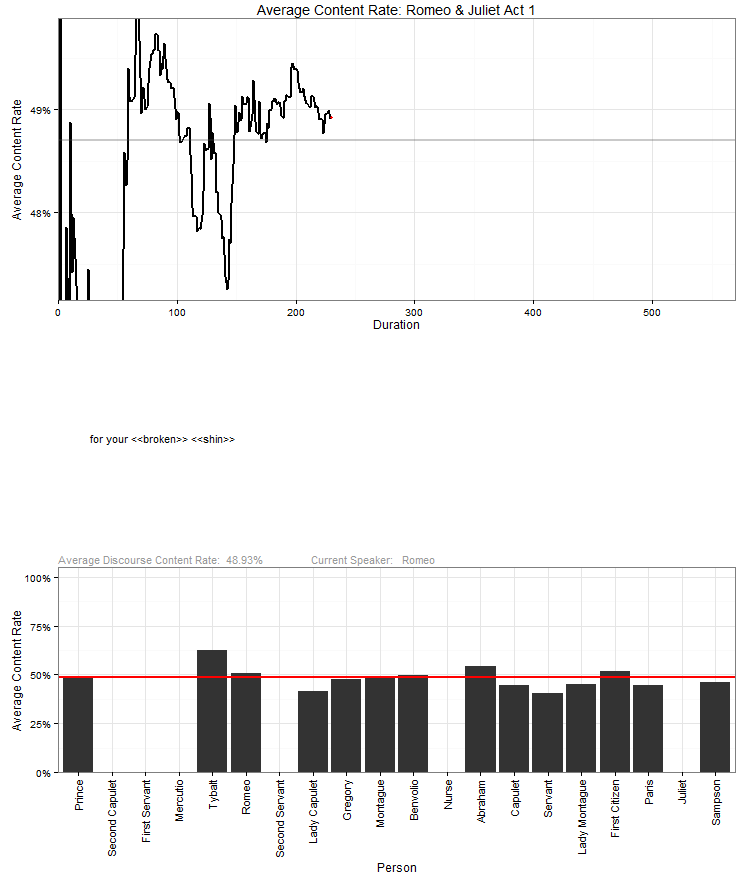 Average Content Rate: Romeo & Juliet Act 1
Average Content Rate
49%
48%
0 100 200 300 400 500
Duration
for your <<broken>> <<shin>>
Average Discourse Content Rate: 48.93% Current Speaker: Romeo
Average Content Rate
100%
75%
50%
25%
0%
Prince
Second Capulet
First Servant
Mercutio
Tybalt
Romeo
Second Servant
Lady Capulet
Gregory
Montague
Benvolio
Nurse
Abraham
Capulet
Servant
Lady Montague
First Citizen
Paris
Juliet
Sampson
Person